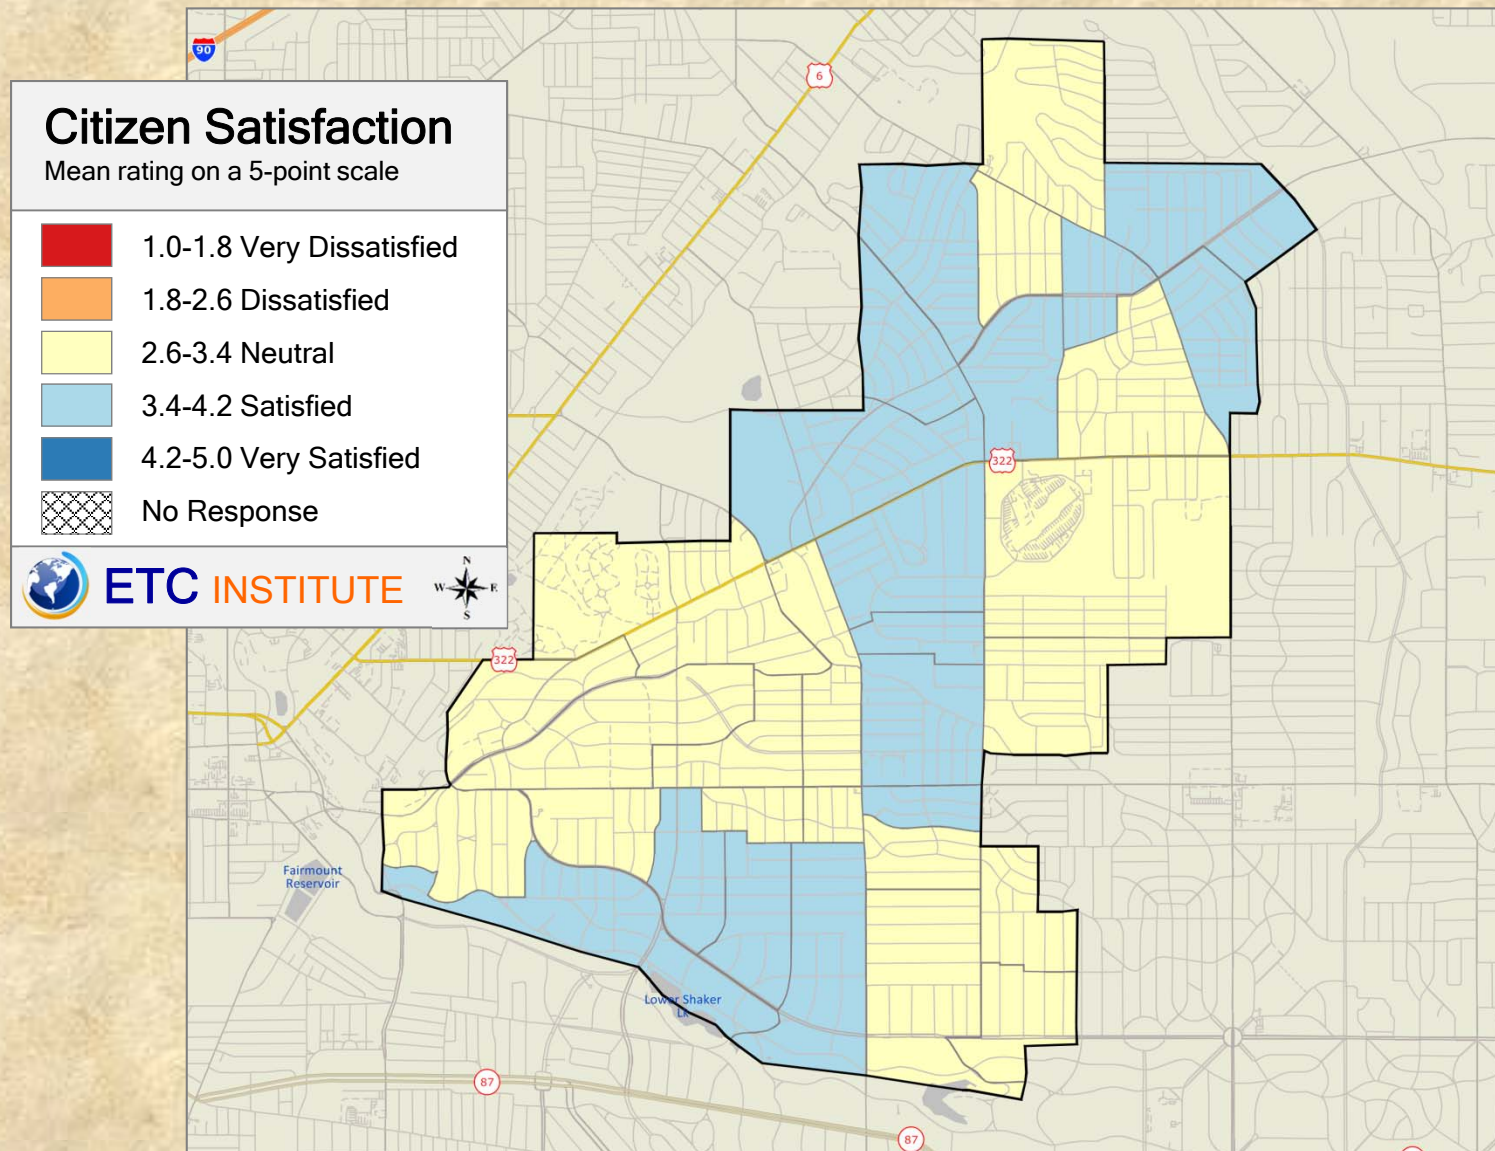 90
6
Citizen Satisfaction
Mean rating on a 5-point scale
1.0-1.8 Very Dissatisfied
1.8-2.6 Dissatisfied
2.6-3.4 Neutral
3.4-4.2 Satisfied
4.2-5.0 Very Satisfied
No Response
ETC INSTITUTE
N
W E
S
322
322
Fairmount
Reservoir
Lower Shaker
Lk
87
87